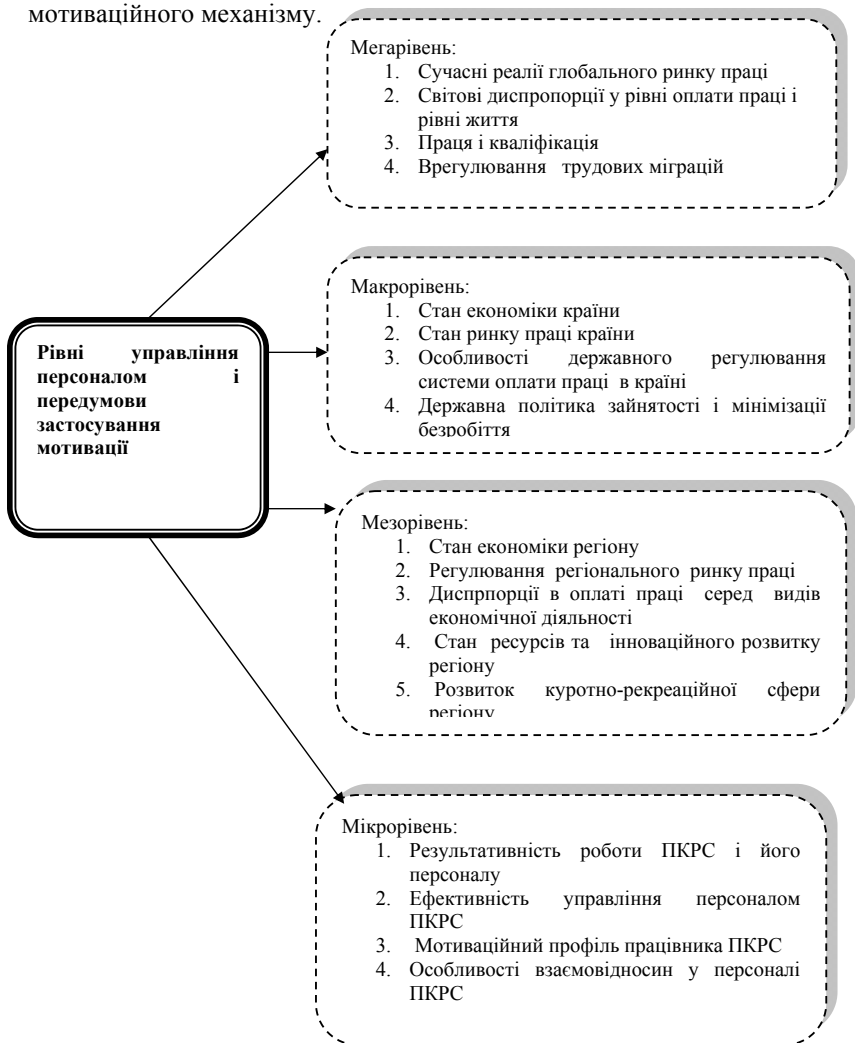 мотиваційного механізму.
Мегарівень:
1. Сучасні реалії глобального ринку праці
2. Світові диспропорції у рівні оплати праці і
рівні життя
3. Праця і кваліфікація
4. Врегулювання трудових міграцій
Макрорівень:
1. Стан економіки країни
2. Стан ринку праці країни
3. Особливості державного регулювання
системи оплати праці в країні
4. Державна політика зайнятості і мінімізації
безробіття
Рівні управління
персоналом і
передумови
застосування
мотивації
Мезорівень:
1. Стан економіки регіону
2. Регулювання регіонального ринку праці
3. Диспрпорції в оплаті праці серед видів
економічної діяльності
4. Стан ресурсів та інноваційного розвитку
регіону
5. Розвиток куротно-рекреаційної сфери
регіону
Мікрорівень:
1. Результативність роботи ПКРС і його
персоналу
2. Ефективність управління персоналом
ПКРС
3. Мотиваційний профіль працівника ПКРС
4. Особливості взаємовідносин у персоналі
ПКРС